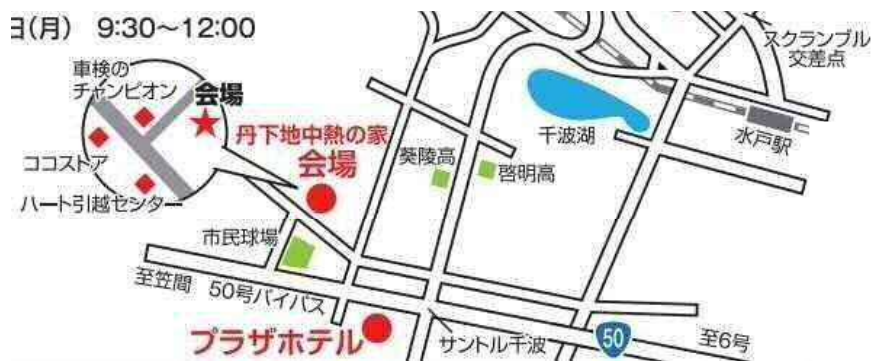 日(月) 9:30～12:00
スクランブル
交差点
車検の
チャンピオン
会場
丹下地中熱の家
会場
千波湖
水戸駅
葵陵高
啓明高
ココストア
ハート引越センター
市民球場
至笠間
50号バイパス
プラザホテル
サントル千波
50
至6号